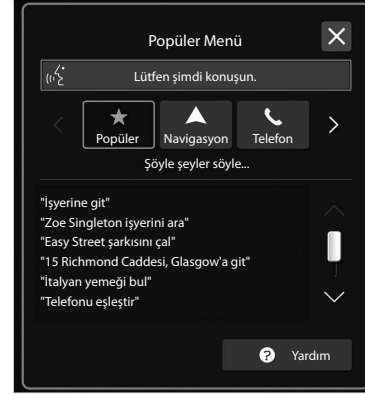 Popüler Menü
Lütfen şimdi konuşun.
Popüler
Navigasyon
Telefon
Şöyle şeyler söyle...
"İşyerine git"
"Zoe Singleton işyerini ara"
"Easy Street şarkısını çal"
"15 Richmond Caddesi, Glasgow'a git"
"İtalyan yemeği bul"
"Telefonu eşleştir"
? Yardım